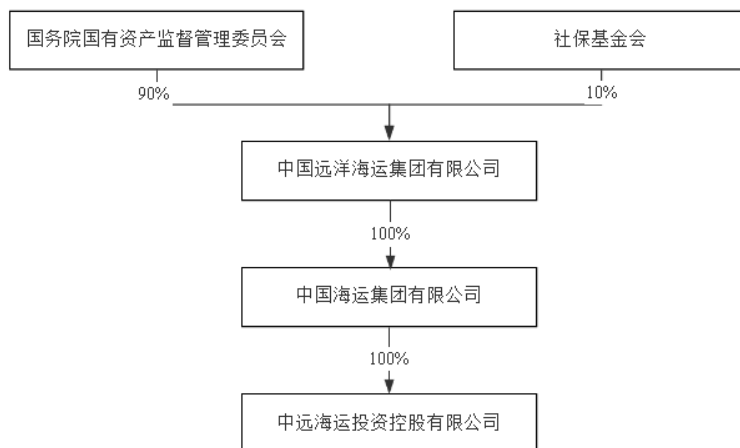 国务院国有资产监督管理委员会
社保基金会
90%
10%
中国远洋海运集团有限公司
100%
中国海运集团有限公司
100%
中远海运投资控股有限公司